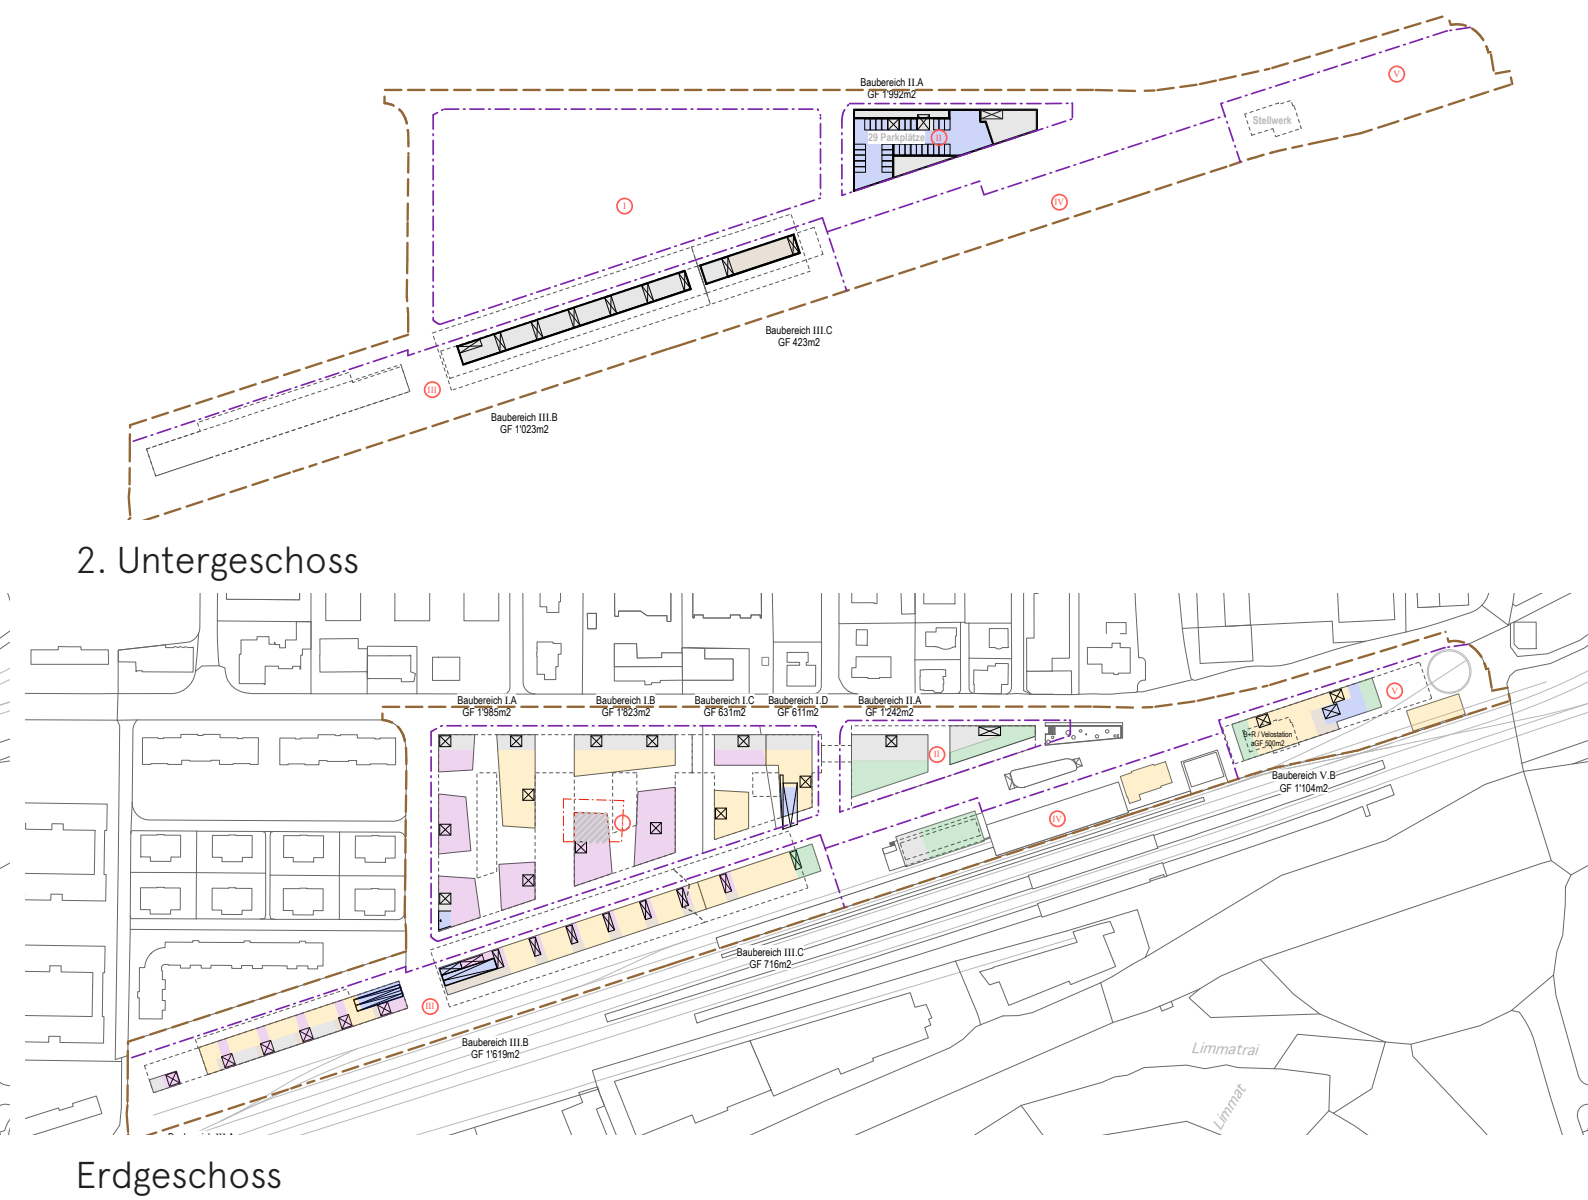 Baubereich II.A
GF 1'992m2
V
Stellwerk
29 Parkplätze
II
I
IV
Baubereich III.C
GF 423m2
III
Baubereich III.B
GF 1'023m2
2. Untergeschoss
Baubereich I.A
GF 1'985m2
Baubereich I.B
GF 1'823m2
Baubereich I.C
GF 631m2
Baubereich I.D
GF 611m2
Baubereich II.A
GF 1'242m2
V
B+R / Velostation
aGF 500m2
II
Baubereich V.B
GF 1'104m2
IV
Baubereich III.C
GF 716m2
III
Baubereich III.B
GF 1'619m2
Limmatrai
Limmat
Erdgeschoss